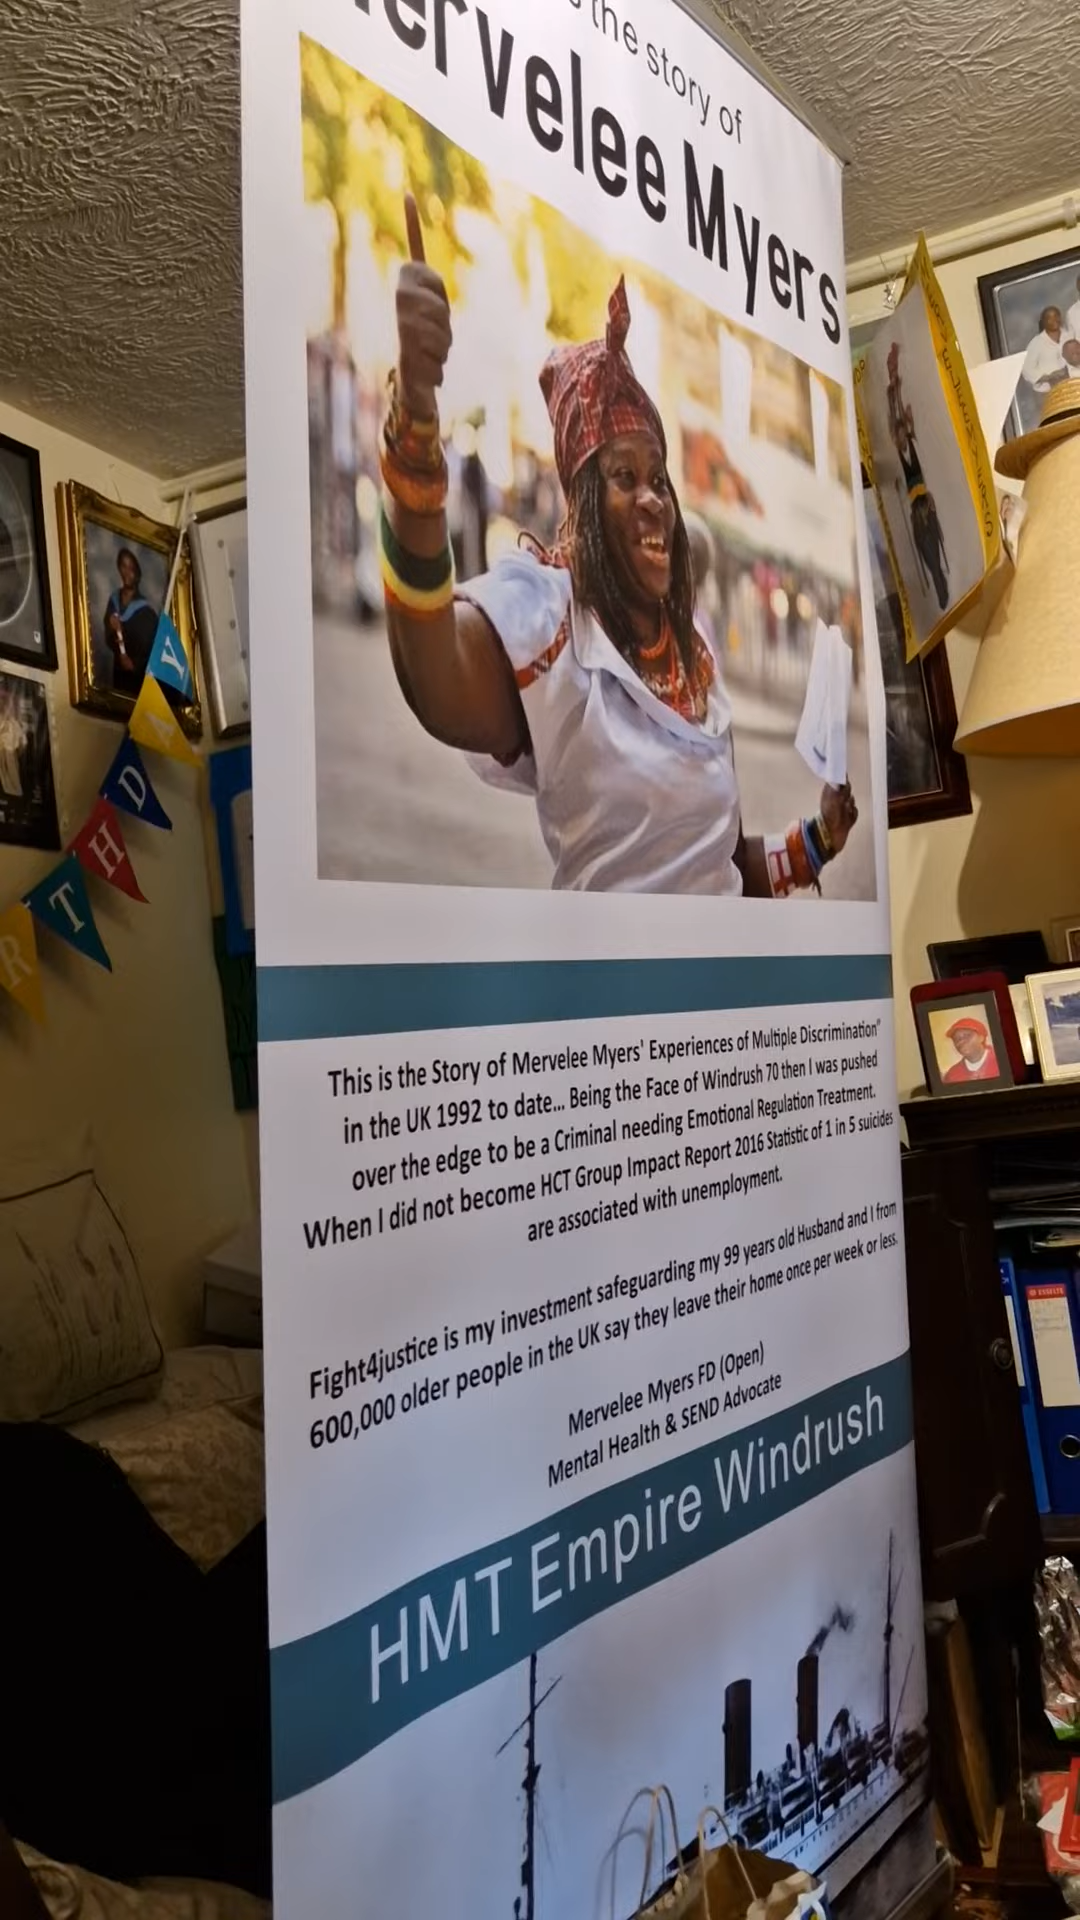 the story of
Mervelee Myers
This is the Story of Mervelee Myers' Experiences of Multiple Discrimination"
in the UK 1992 to date... Being the Face of Windrush 70 then I was pushed
over the edge to be a Criminal needing Emotional Regulation Treatment.
When I did not become HCT Group Impact Report 2016 Statistic of 1 in 5 suicides
are associated with unemployment.
Fight4justice is my investment safeguarding my 99 years old Husband and I from
600,000 older people in the UK say they leave their home once per week or less.
Mervelee Myers FD (Open)
Mental Health & SEND Advocate
HMT Empire Windrush
R T H D A Y
ESSELTE